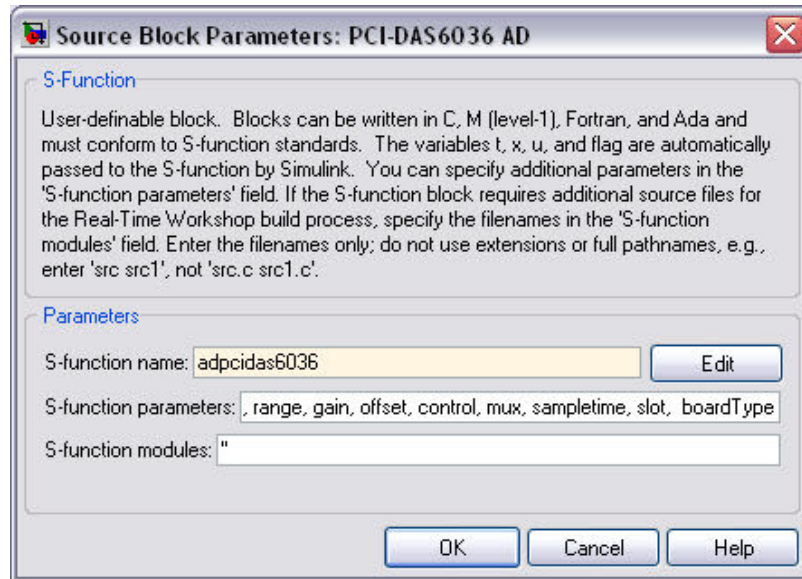 Source Block Parameters: PCI-DAS6036 AD
S-Function
User-definable block. Blocks can be written in C, M (level-1), Fortran, and Ada and
must conform to S-function standards. The variables t, x, u, and flag are automatically
passed to the S-function by Simulink. You can specify additional parameters in the
'S-function parameters' field. If the S-function block requires additional source files for
the Real-Time Workshop build process, specify the filenames in the 'S-function
modules' field. Enter the filenames only; do not use extensions or full pathnames, e.g.,
enter 'src src1', not 'src.c src1.c'.
Parameters
S-function name: adpcidas6036 Edit
S-function parameters: , range, gain, offset, control, mux, sampletime, slot, boardType
S-function modules: ''
OK Cancel Help